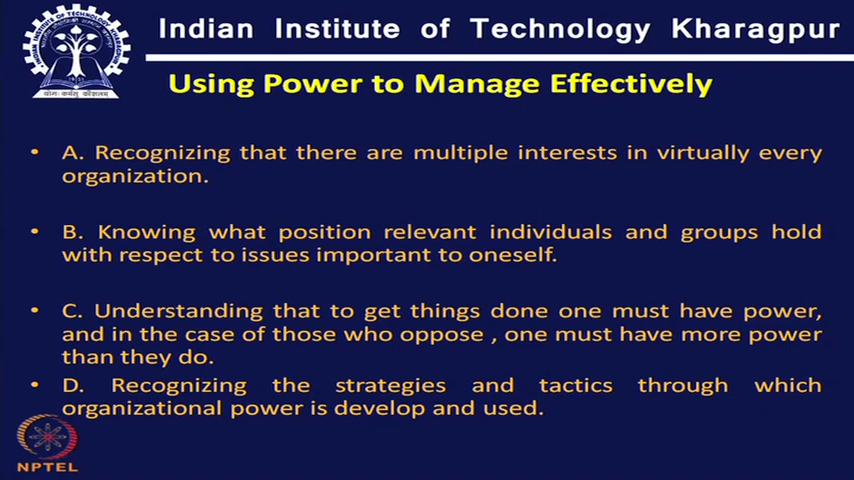 Indian Institute of Technology Kharagpur
Using Power to Manage Effectively
• A. Recognizing that there are multiple interests in virtually every
organization.
• B. Knowing what position relevant individuals and groups hold
with respect to issues important to oneself.
• C. Understanding that to get things done one must have power,
and in the case of those who oppose , one must have more power
than they do.
• D. Recognizing the strategies and tactics through which
organizational power is develop and used.
NPTEL